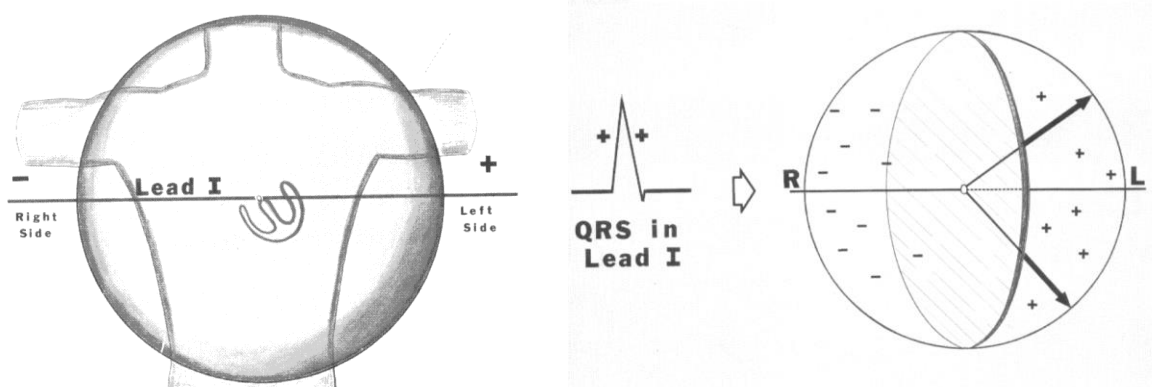 −
+
Lead I
Right
Side
Left
Side
+ +
QRS in
Lead I
R
L
− − − − − − − − − −
+ + + + + + + +